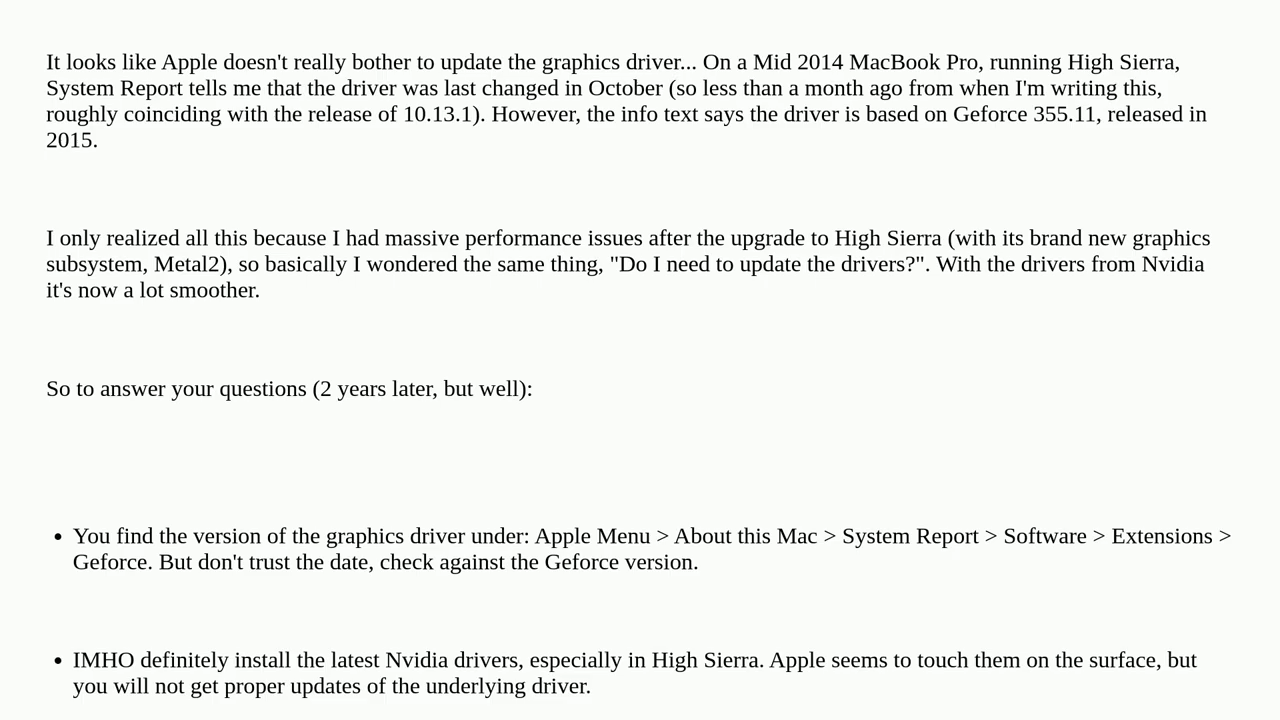 It looks like Apple doesn't really bother to update the graphics driver... On a Mid 2014 MacBook Pro, running High Sierra,
System Report tells me that the driver was last changed in October (so less than a month ago from when I'm writing this,
roughly coinciding with the release of 10.13.1). However, the info text says the driver is based on Geforce 355.11, released in
2015.
I only realized all this because I had massive performance issues after the upgrade to High Sierra (with its brand new graphics
subsystem, Metal2), so basically I wondered the same thing, "Do I need to update the drivers?". With the drivers from Nvidia
it's now a lot smoother.
So to answer your questions (2 years later, but well):
• You find the version of the graphics driver under: Apple Menu > About this Mac > System Report > Software > Extensions >
Geforce. But don't trust the date, check against the Geforce version.
• IMHO definitely install the latest Nvidia drivers, especially in High Sierra. Apple seems to touch them on the surface, but
you will not get proper updates of the underlying driver.